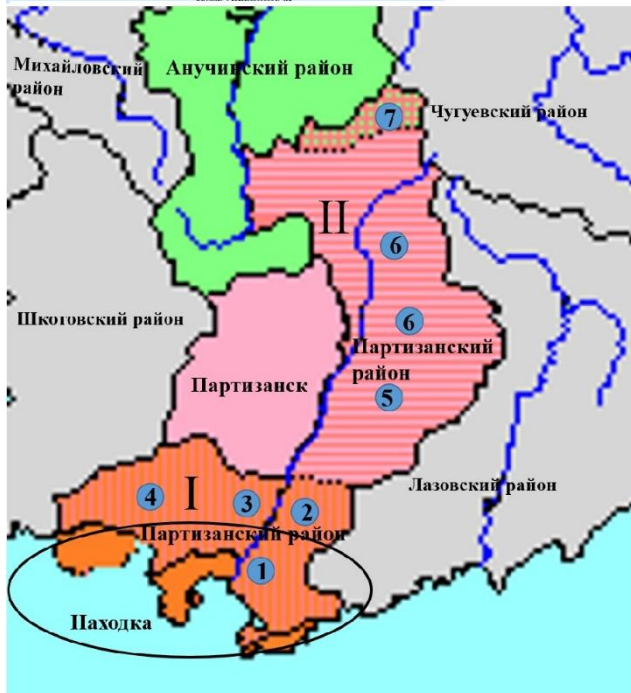 Михайловский
район
Анучинский район
7
Чугуевский район
II
6
Шкотовский район
6
Партизанский
район
Партизанск
5
Лазовский район
4
I
3
2
Партизанский район
1
Находка